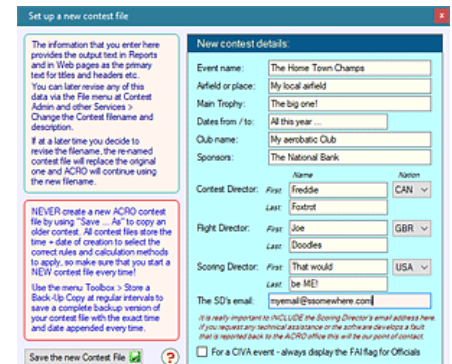 Set up a new contest file
x
The information that you enter here
provides the output text in Reports
and in Web pages as the primary
text for titles and headers etc.
You can later revise any of this
data via the File menu at Contest
Admin and other Services >
Change the Contest filename and
description.
If at a later time you decide to
revise the filename, the re-named
contest file will replace the original
one and ACRO will continue using
the new filename.
NEVER create a new ACRO contest
file by using "Save ... As" to copy an
older contest. All contest files store the
time + date of creation to select the
correct rules and calculation methods
to apply, so make sure that you start a
NEW contest file every time!
Use the menu Toolbox > Store a
Back-Up Copy at regular intervals to
save a complete backup version of
your contest file with the exact time
and date appended every time.
Save the new Contest File
?
New contest details:
Event name: The Home Town Champs
Airfield or place: My local airfield
Main Trophy: The big one!
Dates from / to: All this year ...
Club name: My aerobatic Club
Sponsors: The National Bank
Name Nation
Contest Director: First: Freddie CAN
Last: Foxtrot
Flight Director: First: Joe GBR
Last: Doodles
Scoring Director: First: That would USA
Last: be ME!
The SD's email: myemail@ssomewhere.com
It is really important to INCLUDE the Scoring Director's email address here.
If you request any technical assistance or the software develops a fault
that is reported back to the ACRO office this will be our point of contact.
For a CIVA event - always display the FAI flag for Officials